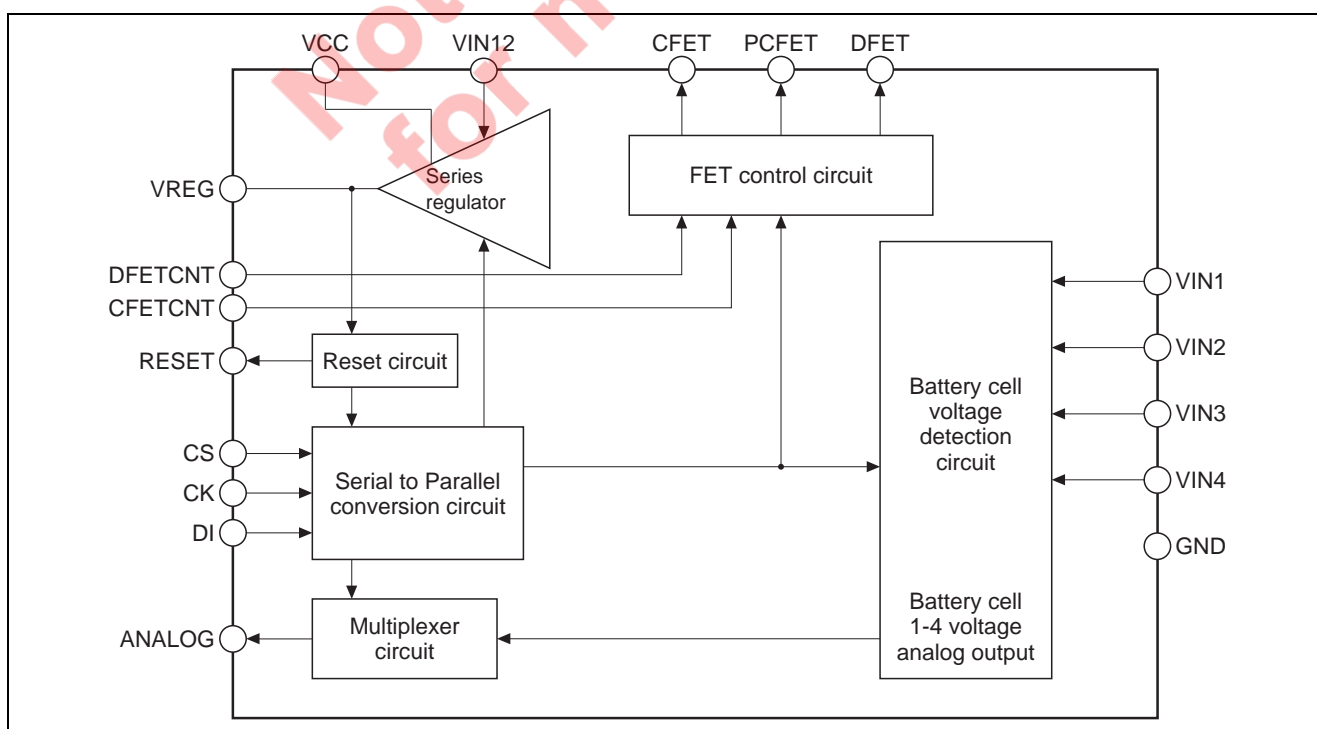 Not
for
VCC
VIN12
CFET
PCFET
DFET
VREG
Series
regulator
FET control circuit
DFETCNT
CFETCNT
RESET
Reset circuit
VIN1
VIN2
VIN3
VIN4
GND
Battery cell
voltage
detection
circuit
CS
CK
DI
Serial to Parallel
conversion circuit
ANALOG
Multiplexer
circuit
Battery cell
1-4 voltage
analog output